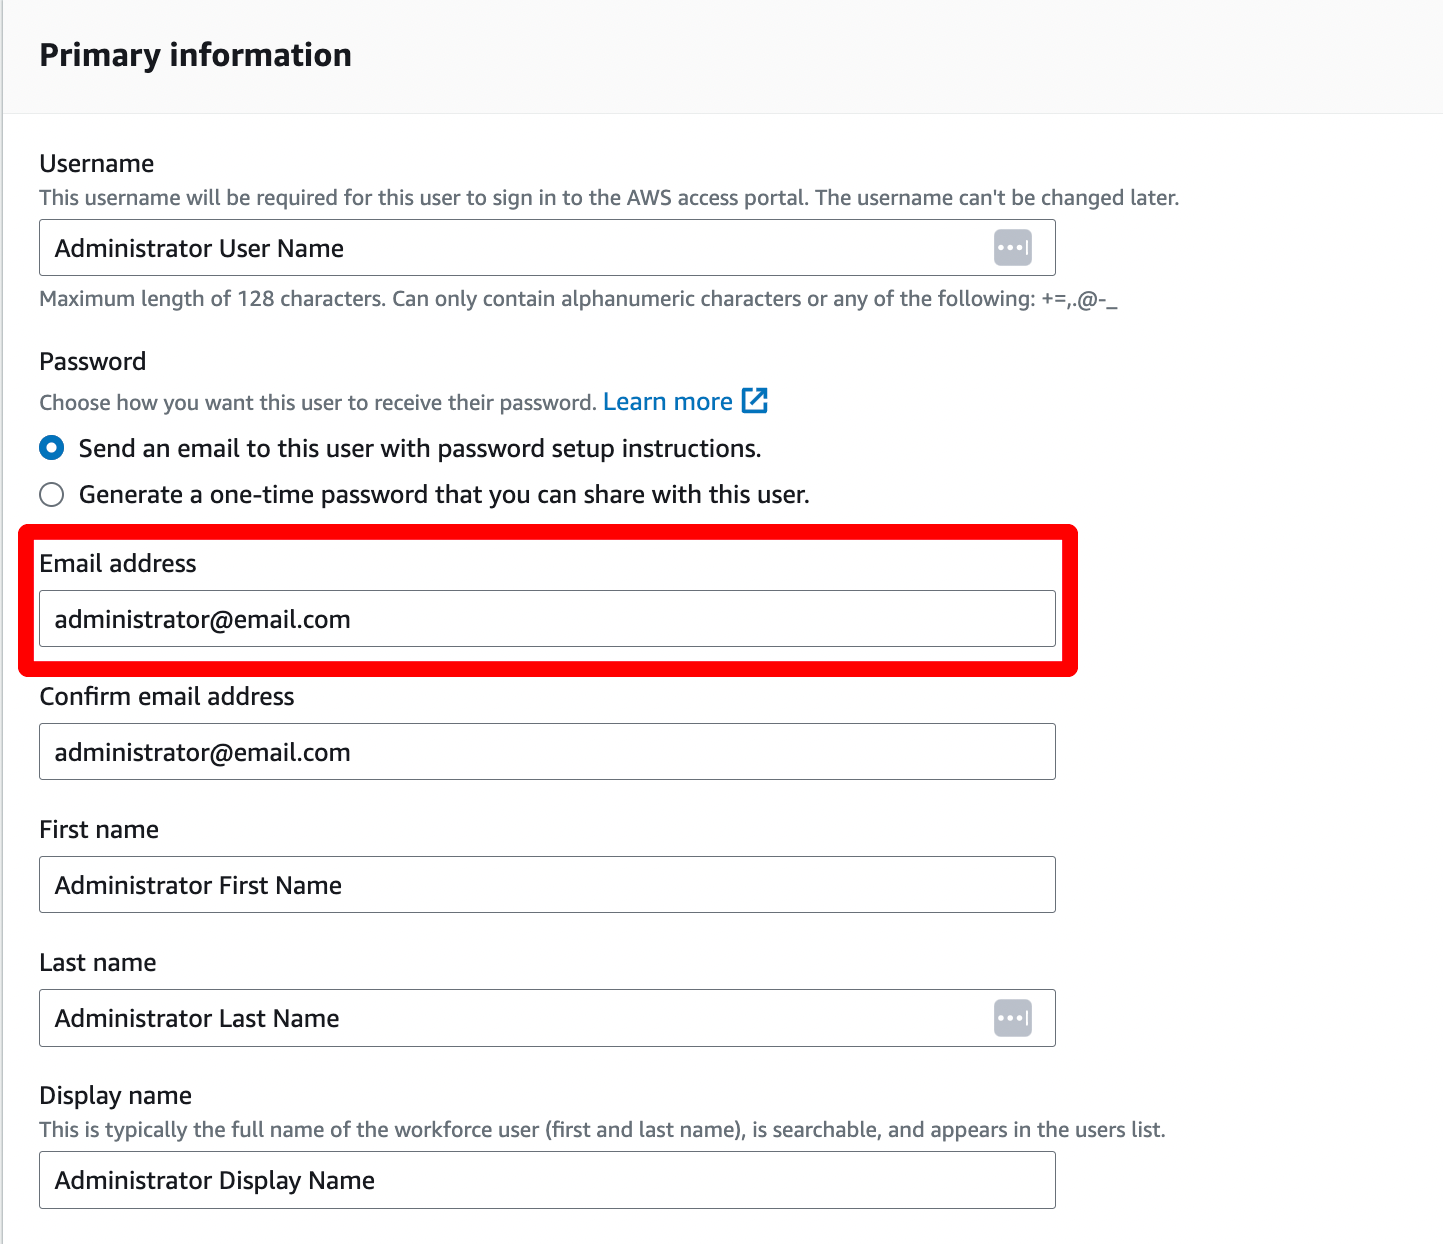 Primary information
Username
This username will be required for this user to sign in to the AWS access portal. The username can't be changed later.
Administrator User Name
Maximum length of 128 characters. Can only contain alphanumeric characters or any of the following: +=,.@-_
Password
Choose how you want this user to receive their password. Learn more
Send an email to this user with password setup instructions.
Generate a one-time password that you can share with this user.
Email address
administrator@email.com
Confirm email address
administrator@email.com
First name
Administrator First Name
Last name
Administrator Last Name
Display name
This is typically the full name of the workforce user (first and last name), is searchable, and appears in the users list.
Administrator Display Name